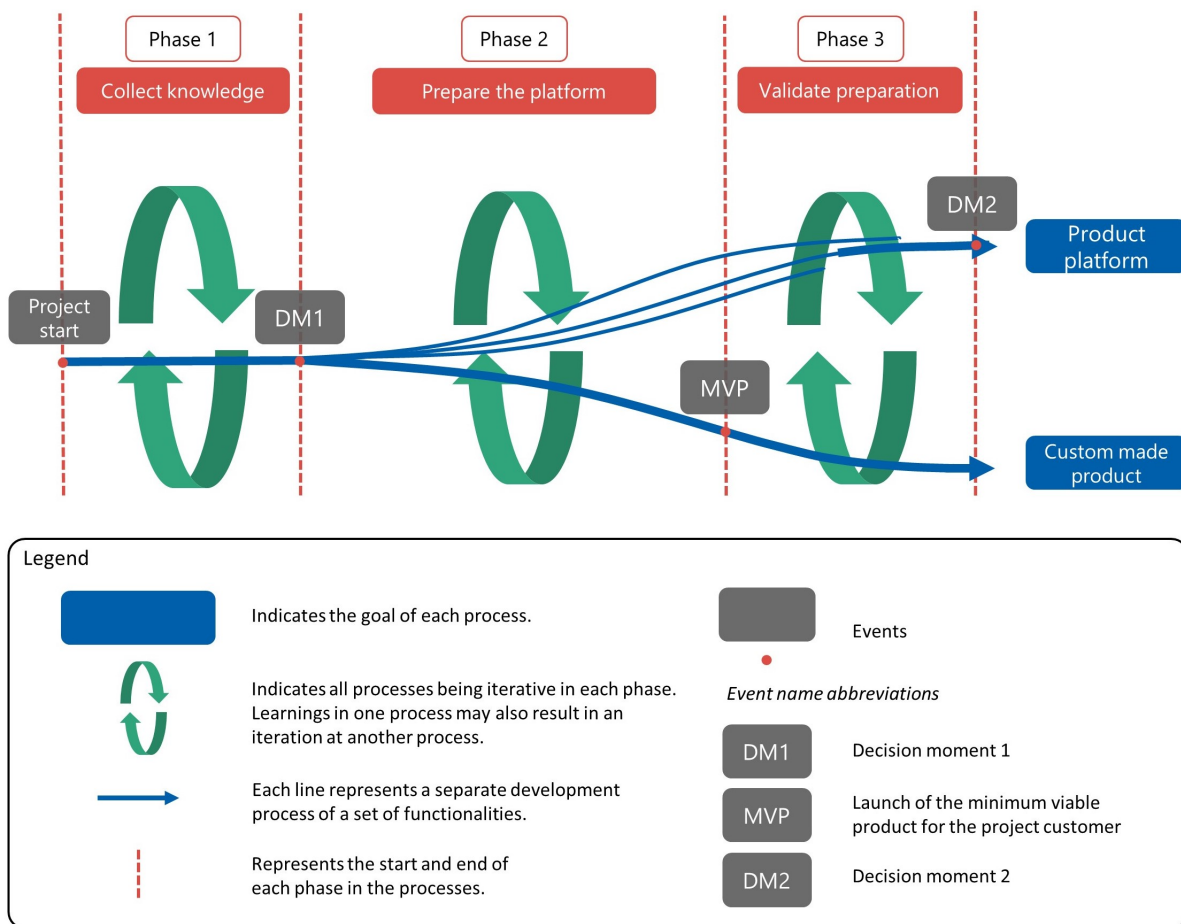 Phase 1
Phase 2
Phase 3
Collect knowledge
Prepare the platform
Validate preparation
DM2
Product
platform
Project
start
DM1
MVP
Custom made
product
Legend
Indicates the goal of each process.
Indicates all processes being iterative in each phase.
Learnings in one process may also result in an
iteration at another process.
Each line represents a separate development
process of a set of functionalities.
Represents the start and end of
each phase in the processes.
Events
Event name abbreviations
DM1
Decision moment 1
MVP
Launch of the minimum viable
product for the project customer
DM2
Decision moment 2